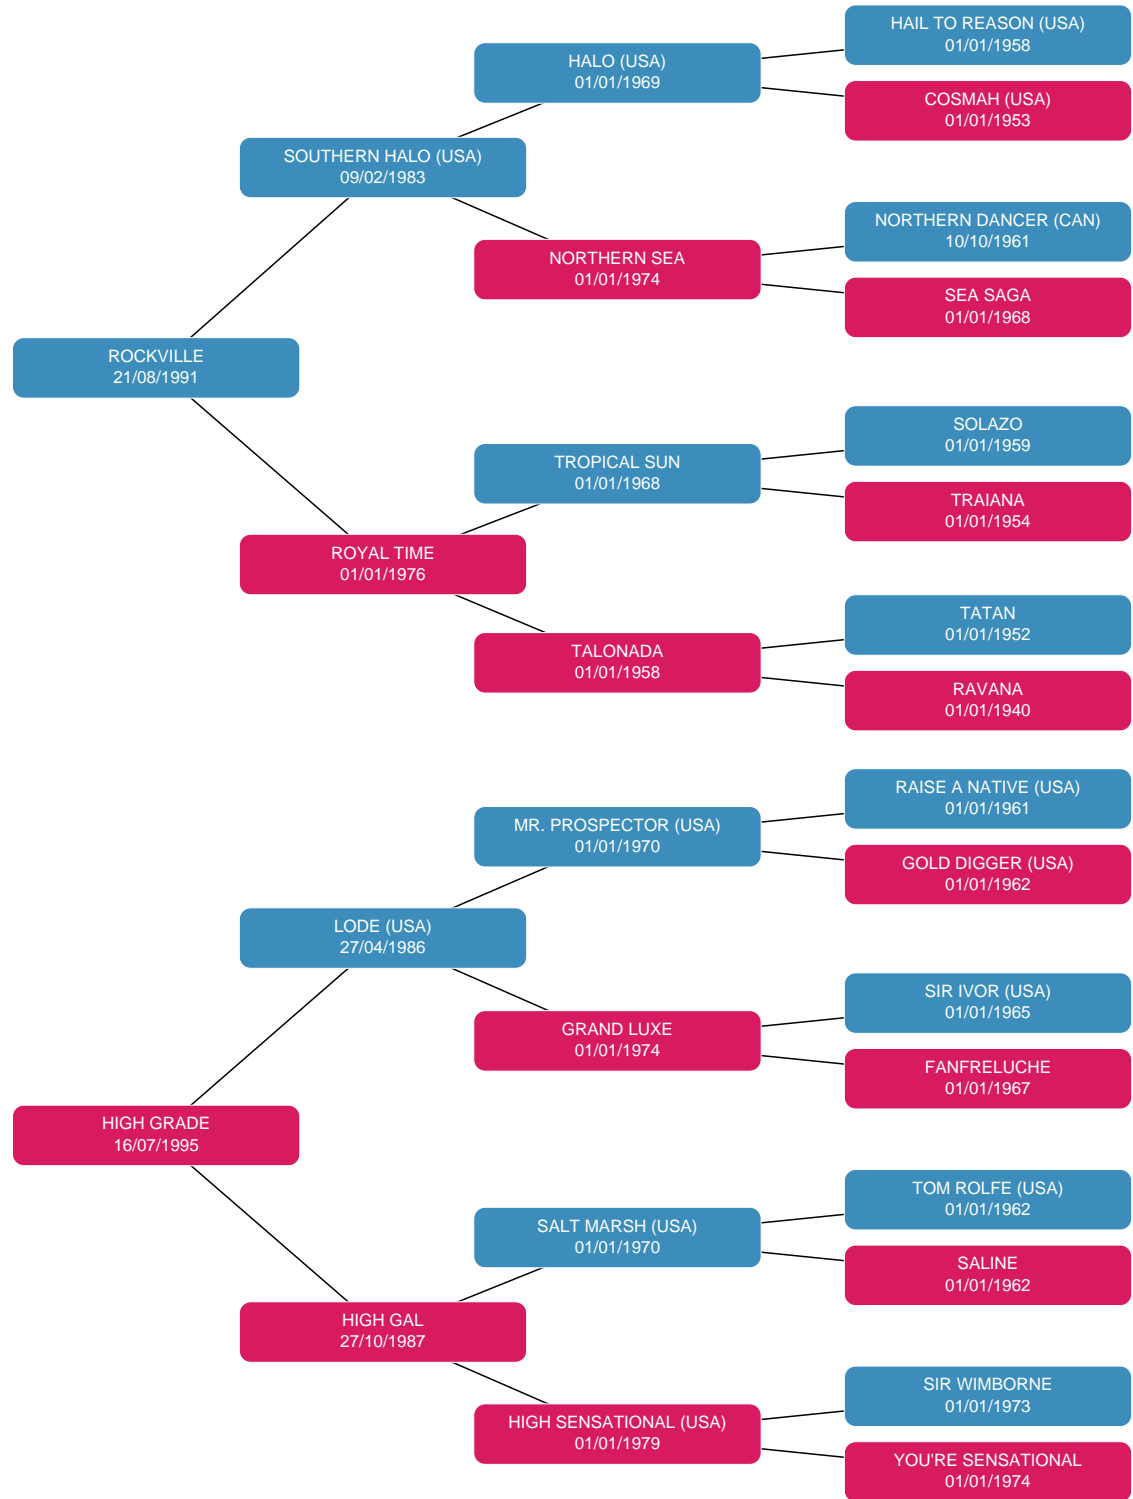 HAIL TO REASON (USA)
01/01/1958
HALO (USA)
01/01/1969
COSMAH (USA)
01/01/1953
SOUTHERN HALO (USA)
09/02/1983
NORTHERN DANCER (CAN)
10/10/1961
NORTHERN SEA
01/01/1974
SEA SAGA
01/01/1968
ROCKVILLE
21/08/1991
SOLAZO
01/01/1959
TROPICAL SUN
01/01/1968
TRAIANA
01/01/1954
ROYAL TIME
01/01/1976
TATAN
01/01/1952
TALONADA
01/01/1958
RAVANA
01/01/1940
RAISE A NATIVE (USA)
01/01/1961
MR. PROSPECTOR (USA)
01/01/1970
GOLD DIGGER (USA)
01/01/1962
LODE (USA)
27/04/1986
SIR IVOR (USA)
01/01/1965
GRAND LUXE
01/01/1974
FANFRELUCHE
01/01/1967
HIGH GRADE
16/07/1995
TOM ROLFE (USA)
01/01/1962
SALT MARSH (USA)
01/01/1970
SALINE
01/01/1962
HIGH GAL
27/10/1987
SIR WIMBORNE
01/01/1973
HIGH SENSATIONAL (USA)
01/01/1979
YOU'RE SENSATIONAL
01/01/1974